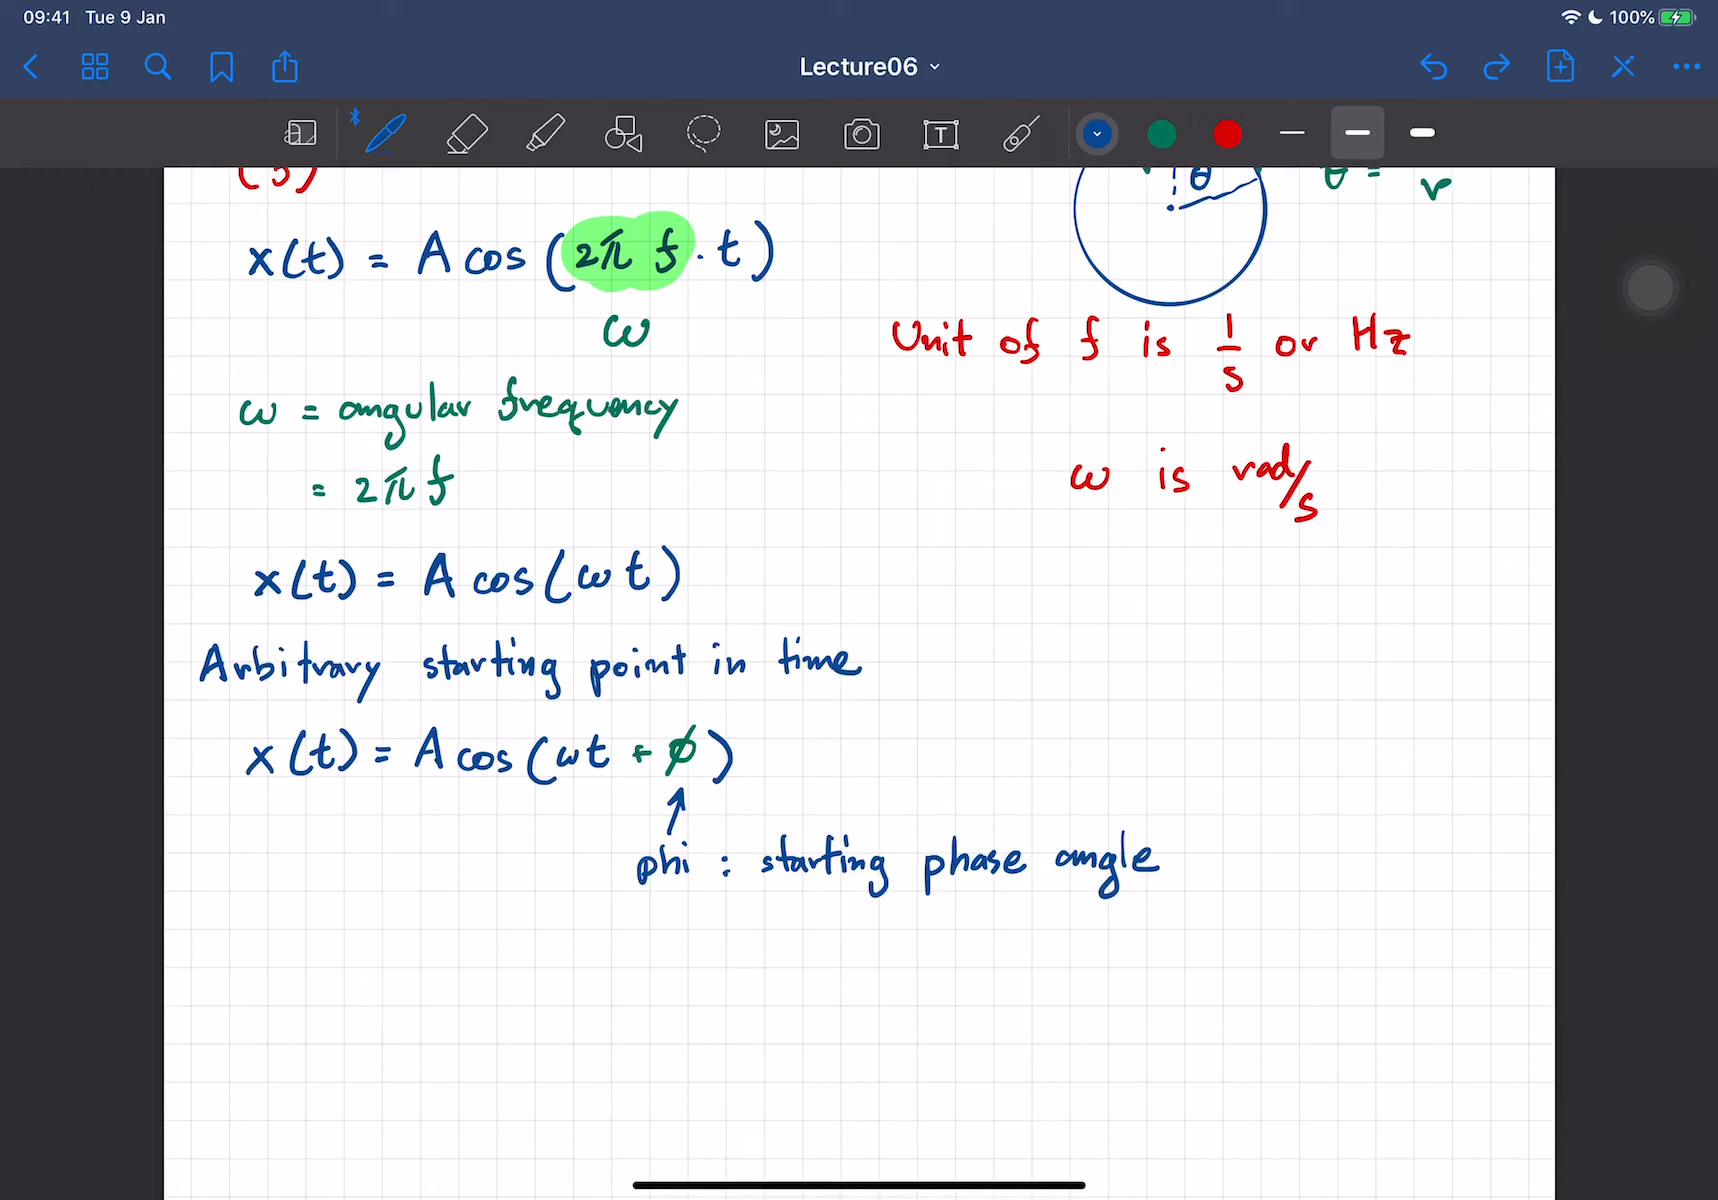 09:41 Tue 9 Jan
100%
Lecture06
T
(3)
θ
θ =
r
x(t) = A cos (2π f · t)
ω
Unit of f is 1/s or Hz
ω = angular frequency
= 2π f
ω is rad/s
x(t) = A cos(ω t)
Arbitrary starting point in time
x(t) = A cos(ωt + ϕ)
phi : starting phase angle